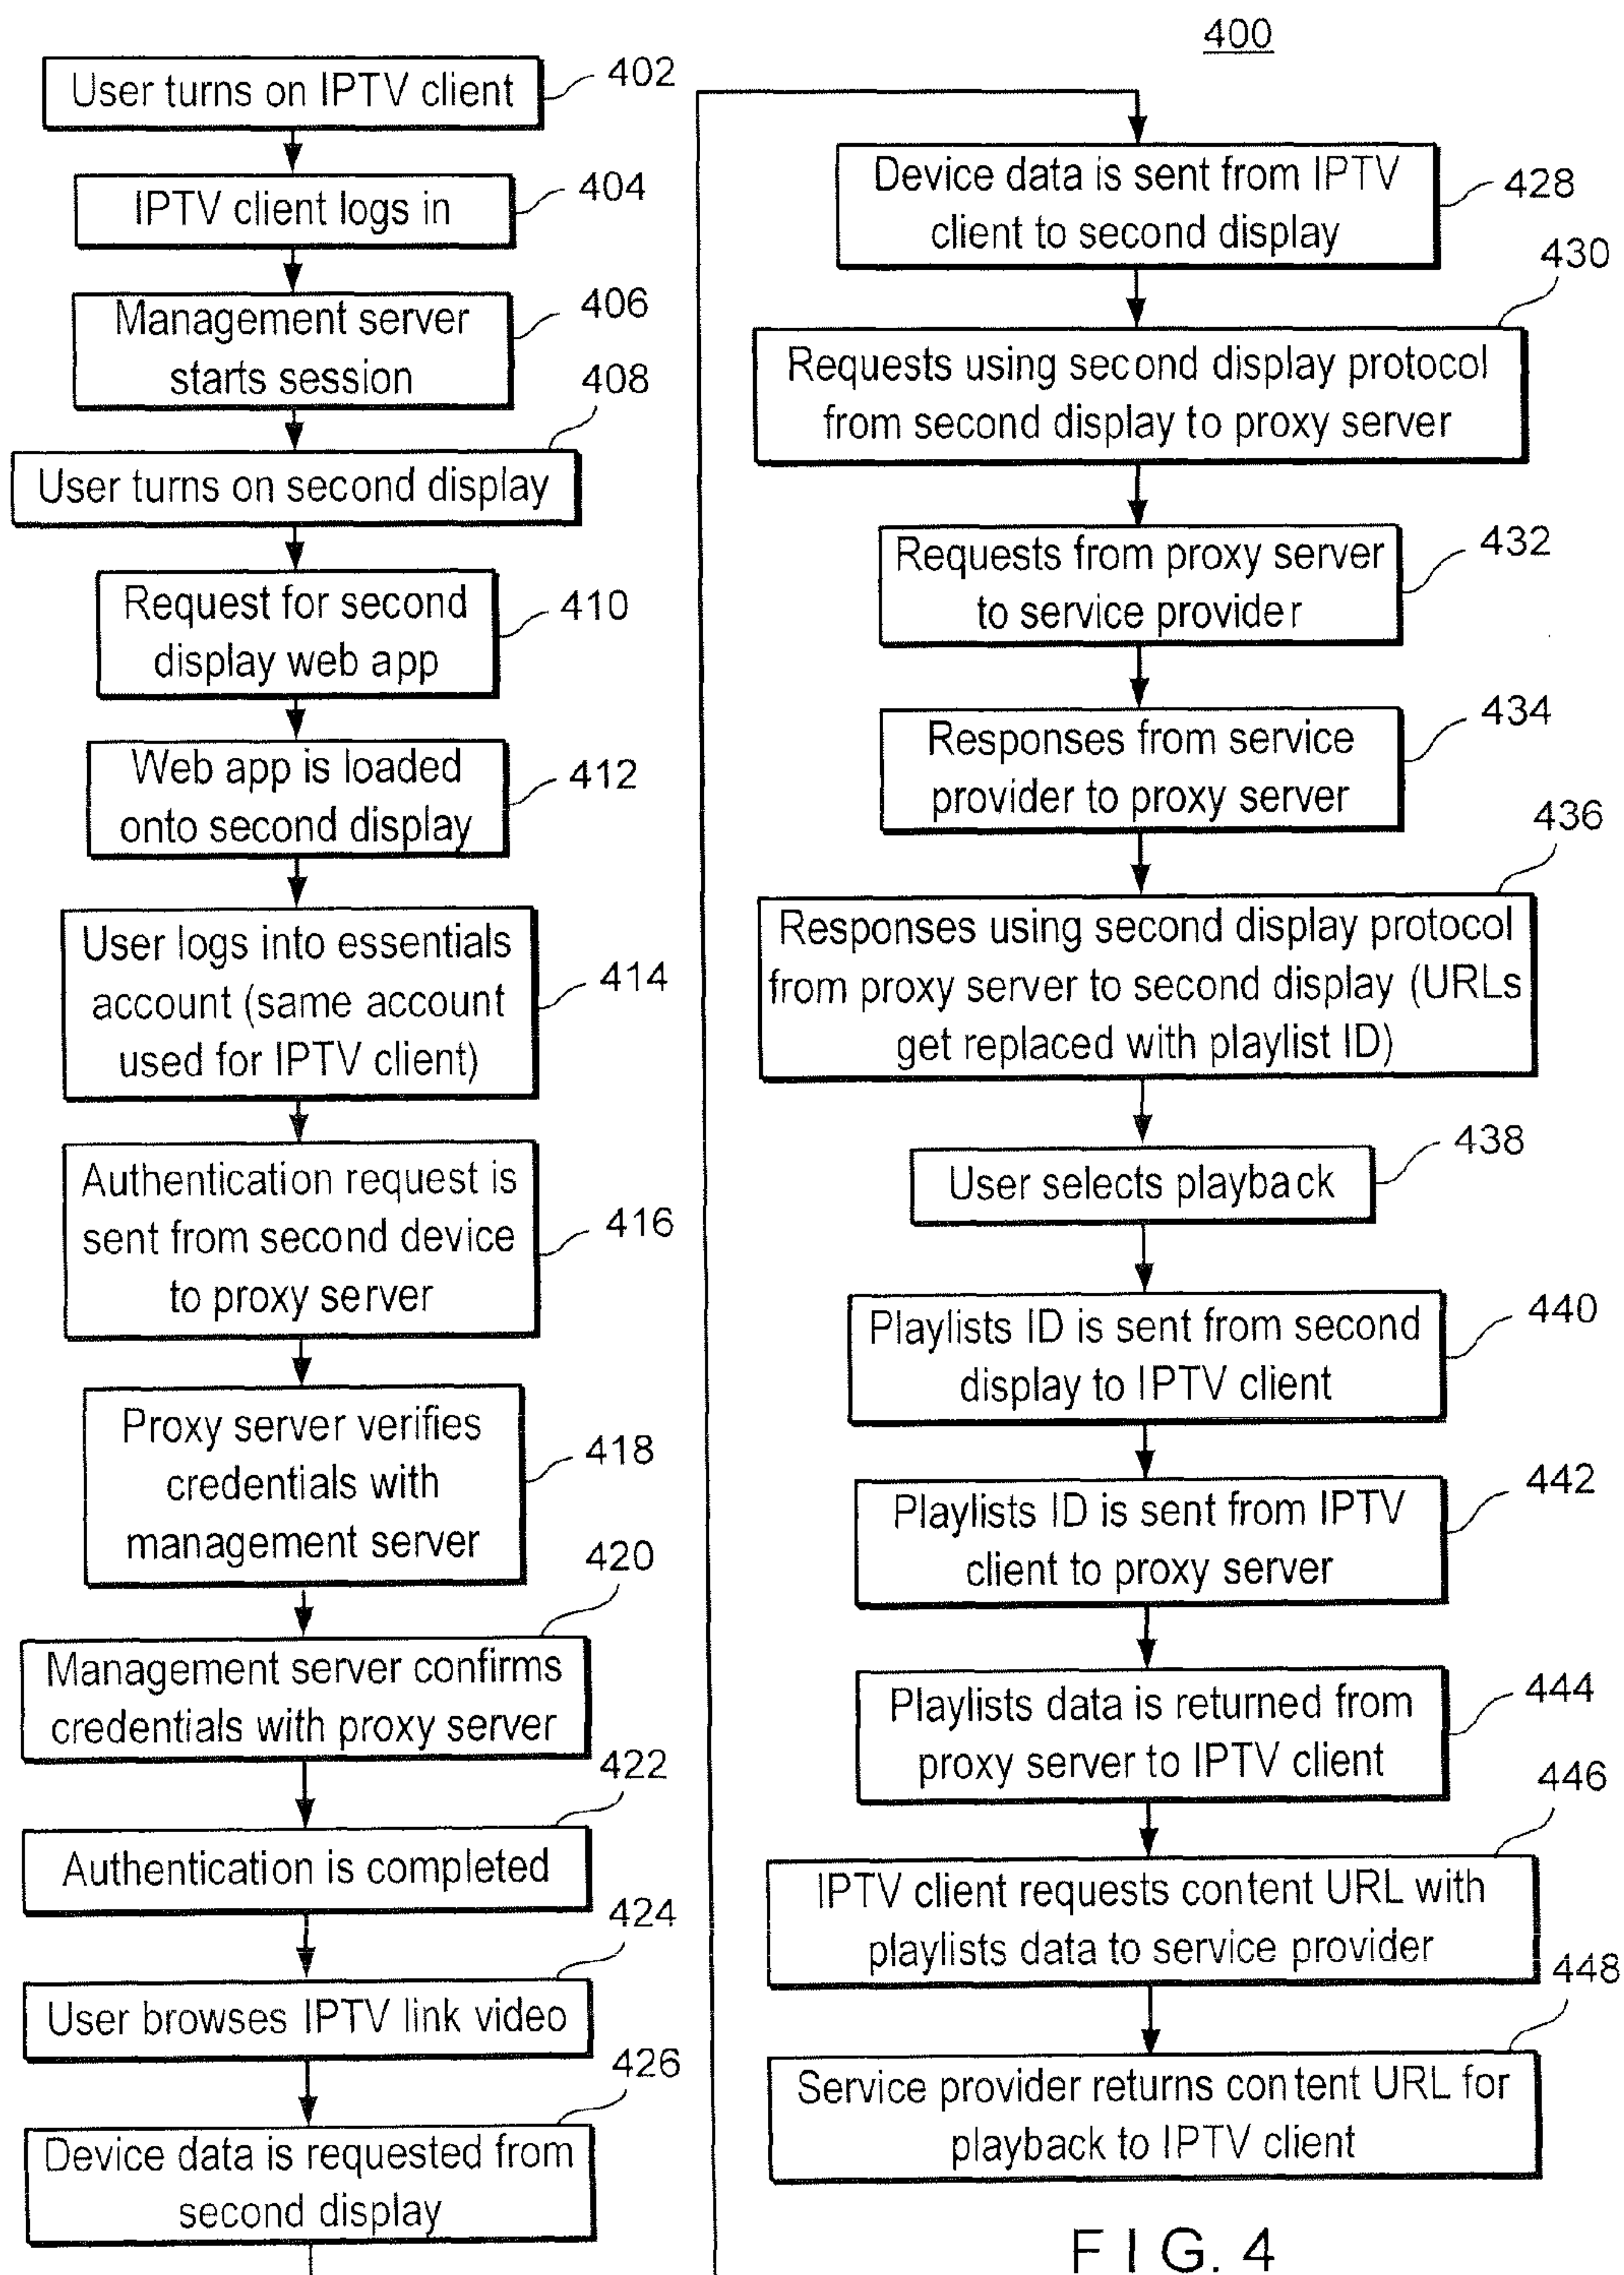 400
User turns on IPTV client
402
IPTV client logs in
404
Management server
starts session
406
User turns on second display
408
Request for second
display web app
410
Web app is loaded
onto second display
412
User logs into essentials
account (same account
used for IPTV client)
414
Authentication request is
sent from second device
to proxy server
416
Proxy server verifies
credentials with
management server
418
Management server confirms
credentials with proxy server
420
Authentication is completed
422
User browses IPTV link video
424
Device data is requested from
second display
426
Device data is sent from IPTV
client to second display
428
Requests using second display protocol
from second display to proxy server
430
Requests from proxy server
to service provider
432
Responses from service
provider to proxy server
434
Responses using second display protocol
from proxy server to second display (URLs
get replaced with playlist ID)
436
User selects playback
438
Playlists ID is sent from second
display to IPTV client
440
Playlists ID is sent from IPTV
client to proxy server
442
Playlists data is returned from
proxy server to IPTV client
444
IPTV client requests content URL with
playlists data to service provider
446
Service provider returns content URL for
playback to IPTV client
448
FIG. 4